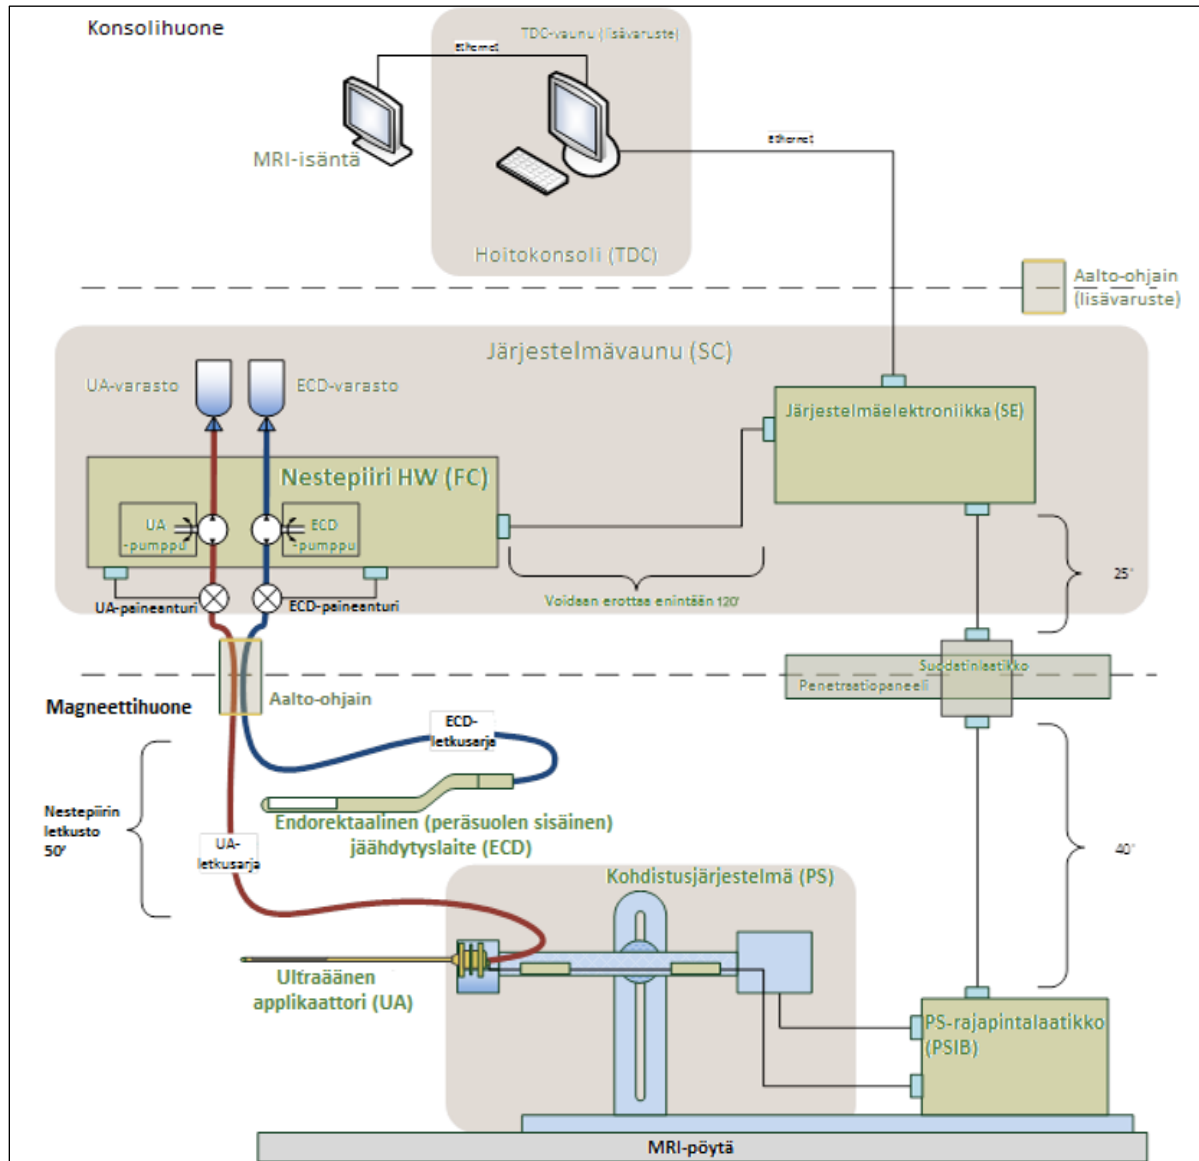 Konsolihuone
TDC-vaunu (lisävaruste)
Ethernet
Ethernet
MRI-isäntä
Hoitokonsoli (TDC)
Aalto-ohjain
(lisävaruste)
Järjestelmävaunu (SC)
UA-varasto
ECD-varasto
Järjestelmäelektroniikka (SE)
Nestepiiri HW (FC)
UA
-pumppu
ECD
-pumppu
UA-paineanturi
ECD-paineanturi
Voidaan erottaa enintään 120'
25'
Suodatinlaatikko
Penetraatiopaneeli
Aalto-ohjain
Magneettihuone
ECD-
letkusarja
Nestepiirin
letkusto
50'
Endorektaalinen (peräsuolen sisäinen)
jäähdytyslaite (ECD)
UA-
letkusarja
40'
Kohdistusjärjestelmä (PS)
Ultraäänen
applikaattori (UA)
PS-rajapintalaatikko
(PSIB)
MRI-pöytä